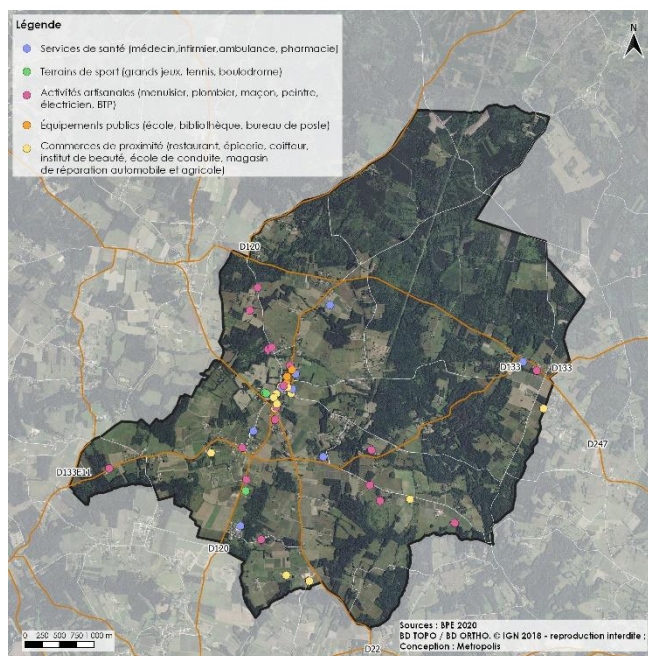 Légende
N
Services de santé (médecin,infirmier,ambulance, pharmacie)
Terrains de sport (grands jeux, tennis, boulodrome)
Activités artisanales (menuisier, plombier, maçon, peintre,
électricien, BTP)
Équipements publics (école, bibliothèque, bureau de poste)
Commerces de proximité (restaurant, épicerie, coiffeur,
institut de beauté, école de conduite, magasin
de réparation automobile et agricole)
D120
D133
D133
D247
D133E11
D120
D22
0 250 500 750 1 000 m
Sources : BPE 2020
BD TOPO / BD ORTHO. © IGN 2018 - reproduction interdite ;
Conception : Metropolis